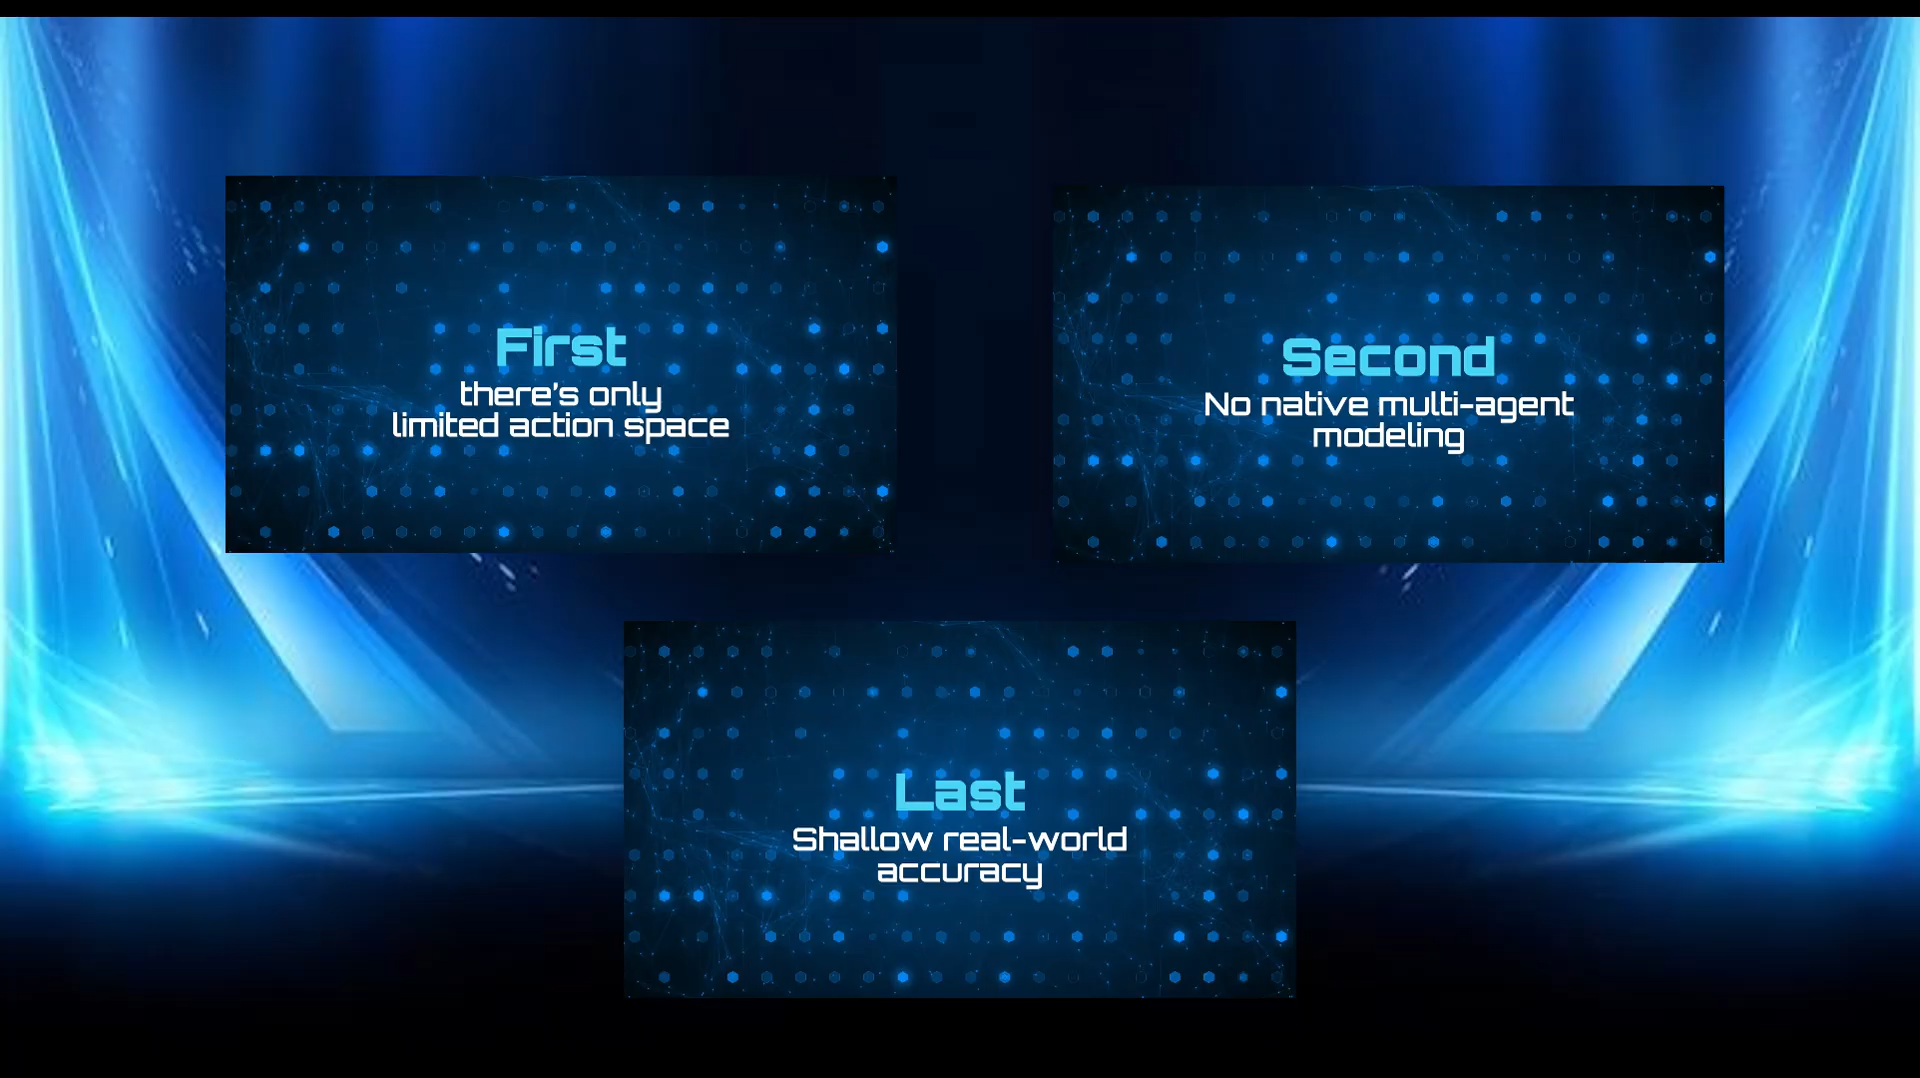 First
there's only
limited action space
Second
No native multi-agent
modeling
Last
Shallow real-world
accuracy